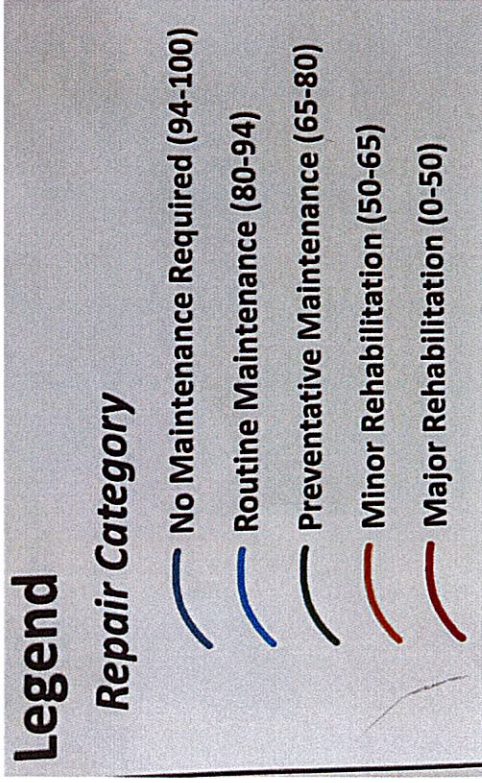 Legend
Repair Category
No Maintenance Required (94-100)
Routine Maintenance (80-94)
Preventative Maintenance (65-80)
Minor Rehabilitation (50-65)
Major Rehabilitation (0-50)